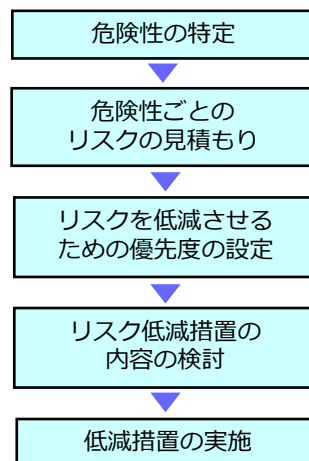 危険性の特定
危険性ごとの
リスクの見積もり
リスクを低減させる
ための優先度の設定
リスク低減措置の
内容の検討
低減措置の実施